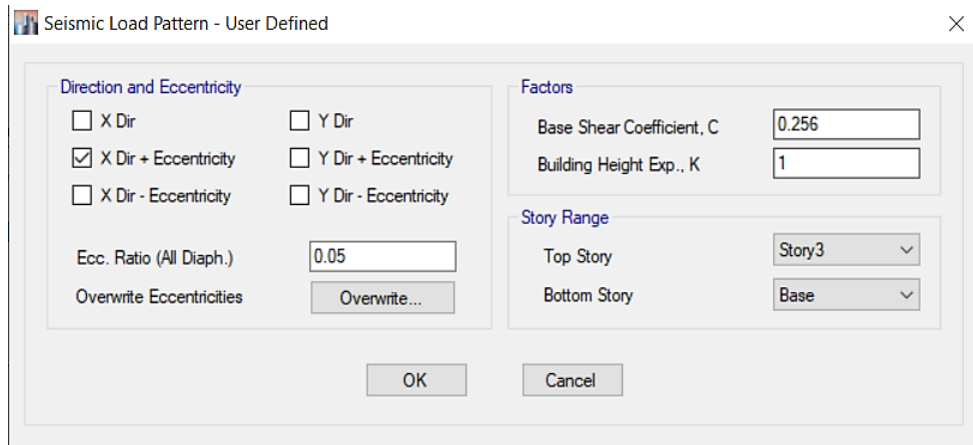 Seismic Load Pattern - User Defined
Direction and Eccentricity
X Dir
Y Dir
X Dir + Eccentricity
Y Dir + Eccentricity
X Dir - Eccentricity
Y Dir - Eccentricity
Ecc. Ratio (All Diaph.)
0.05
Overwrite Eccentricities
Overwrite...
Factors
Base Shear Coefficient, C
0.256
Building Height Exp., K
1
Story Range
Top Story
Story3
Bottom Story
Base
OK
Cancel